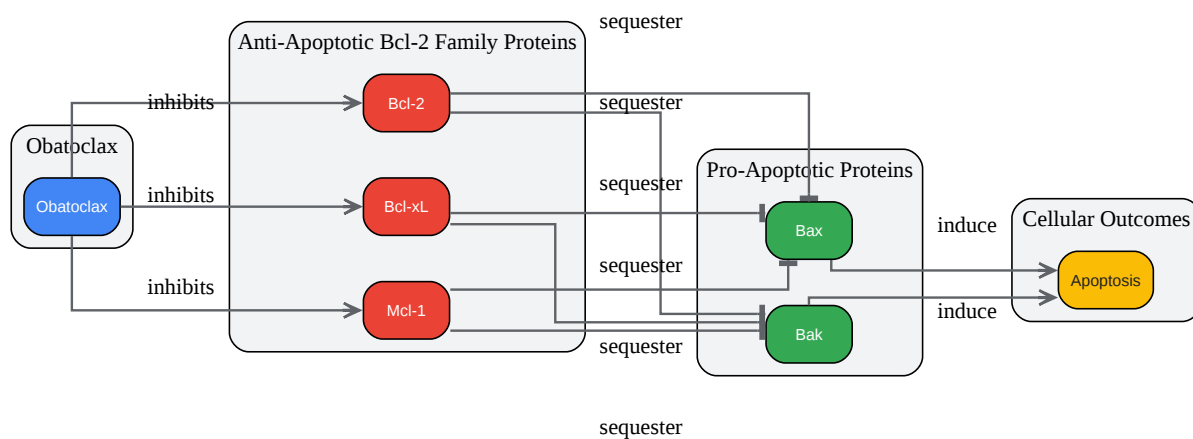 sequester
Anti-Apoptotic Bcl-2 Family Proteins
Bcl-2
inhibits
sequester
Obatoclax
Obatoclax
inhibits
Bcl-xL
sequester
Pro-Apoptotic Proteins
Bax
induce
Cellular Outcomes
Apoptosis
inhibits
Mcl-1
sequester
induce
Bak
sequester
sequester